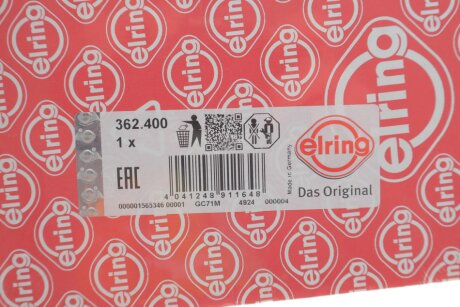 362.400
1 x
elring
Das Original
Made in Germany
EAC
4 041248 911648
000001565346 00001 GC71M 4924 000004
elring